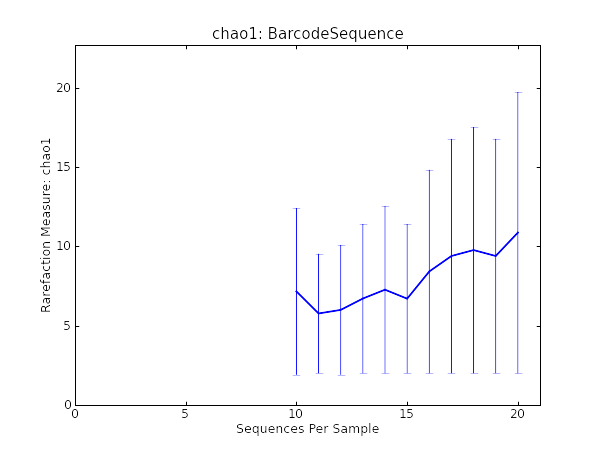 chao1: BarcodeSequence
Rarefaction Measure: chao1
20
15
10
5
0
0 5 10 15 20
Sequences Per Sample